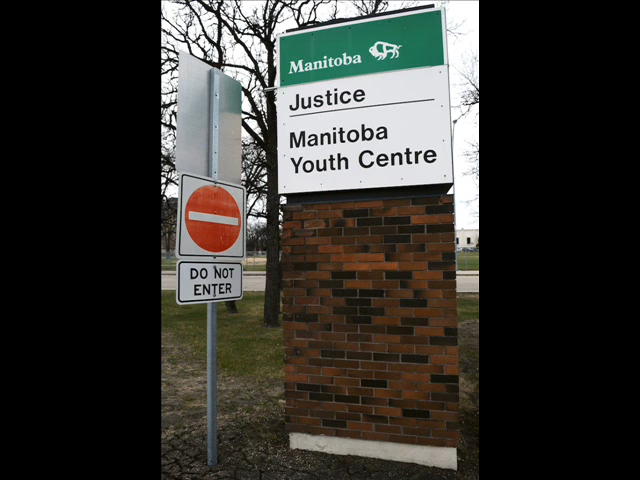 Manitoba
Justice
Manitoba
Youth Centre
DO NOT
ENTER